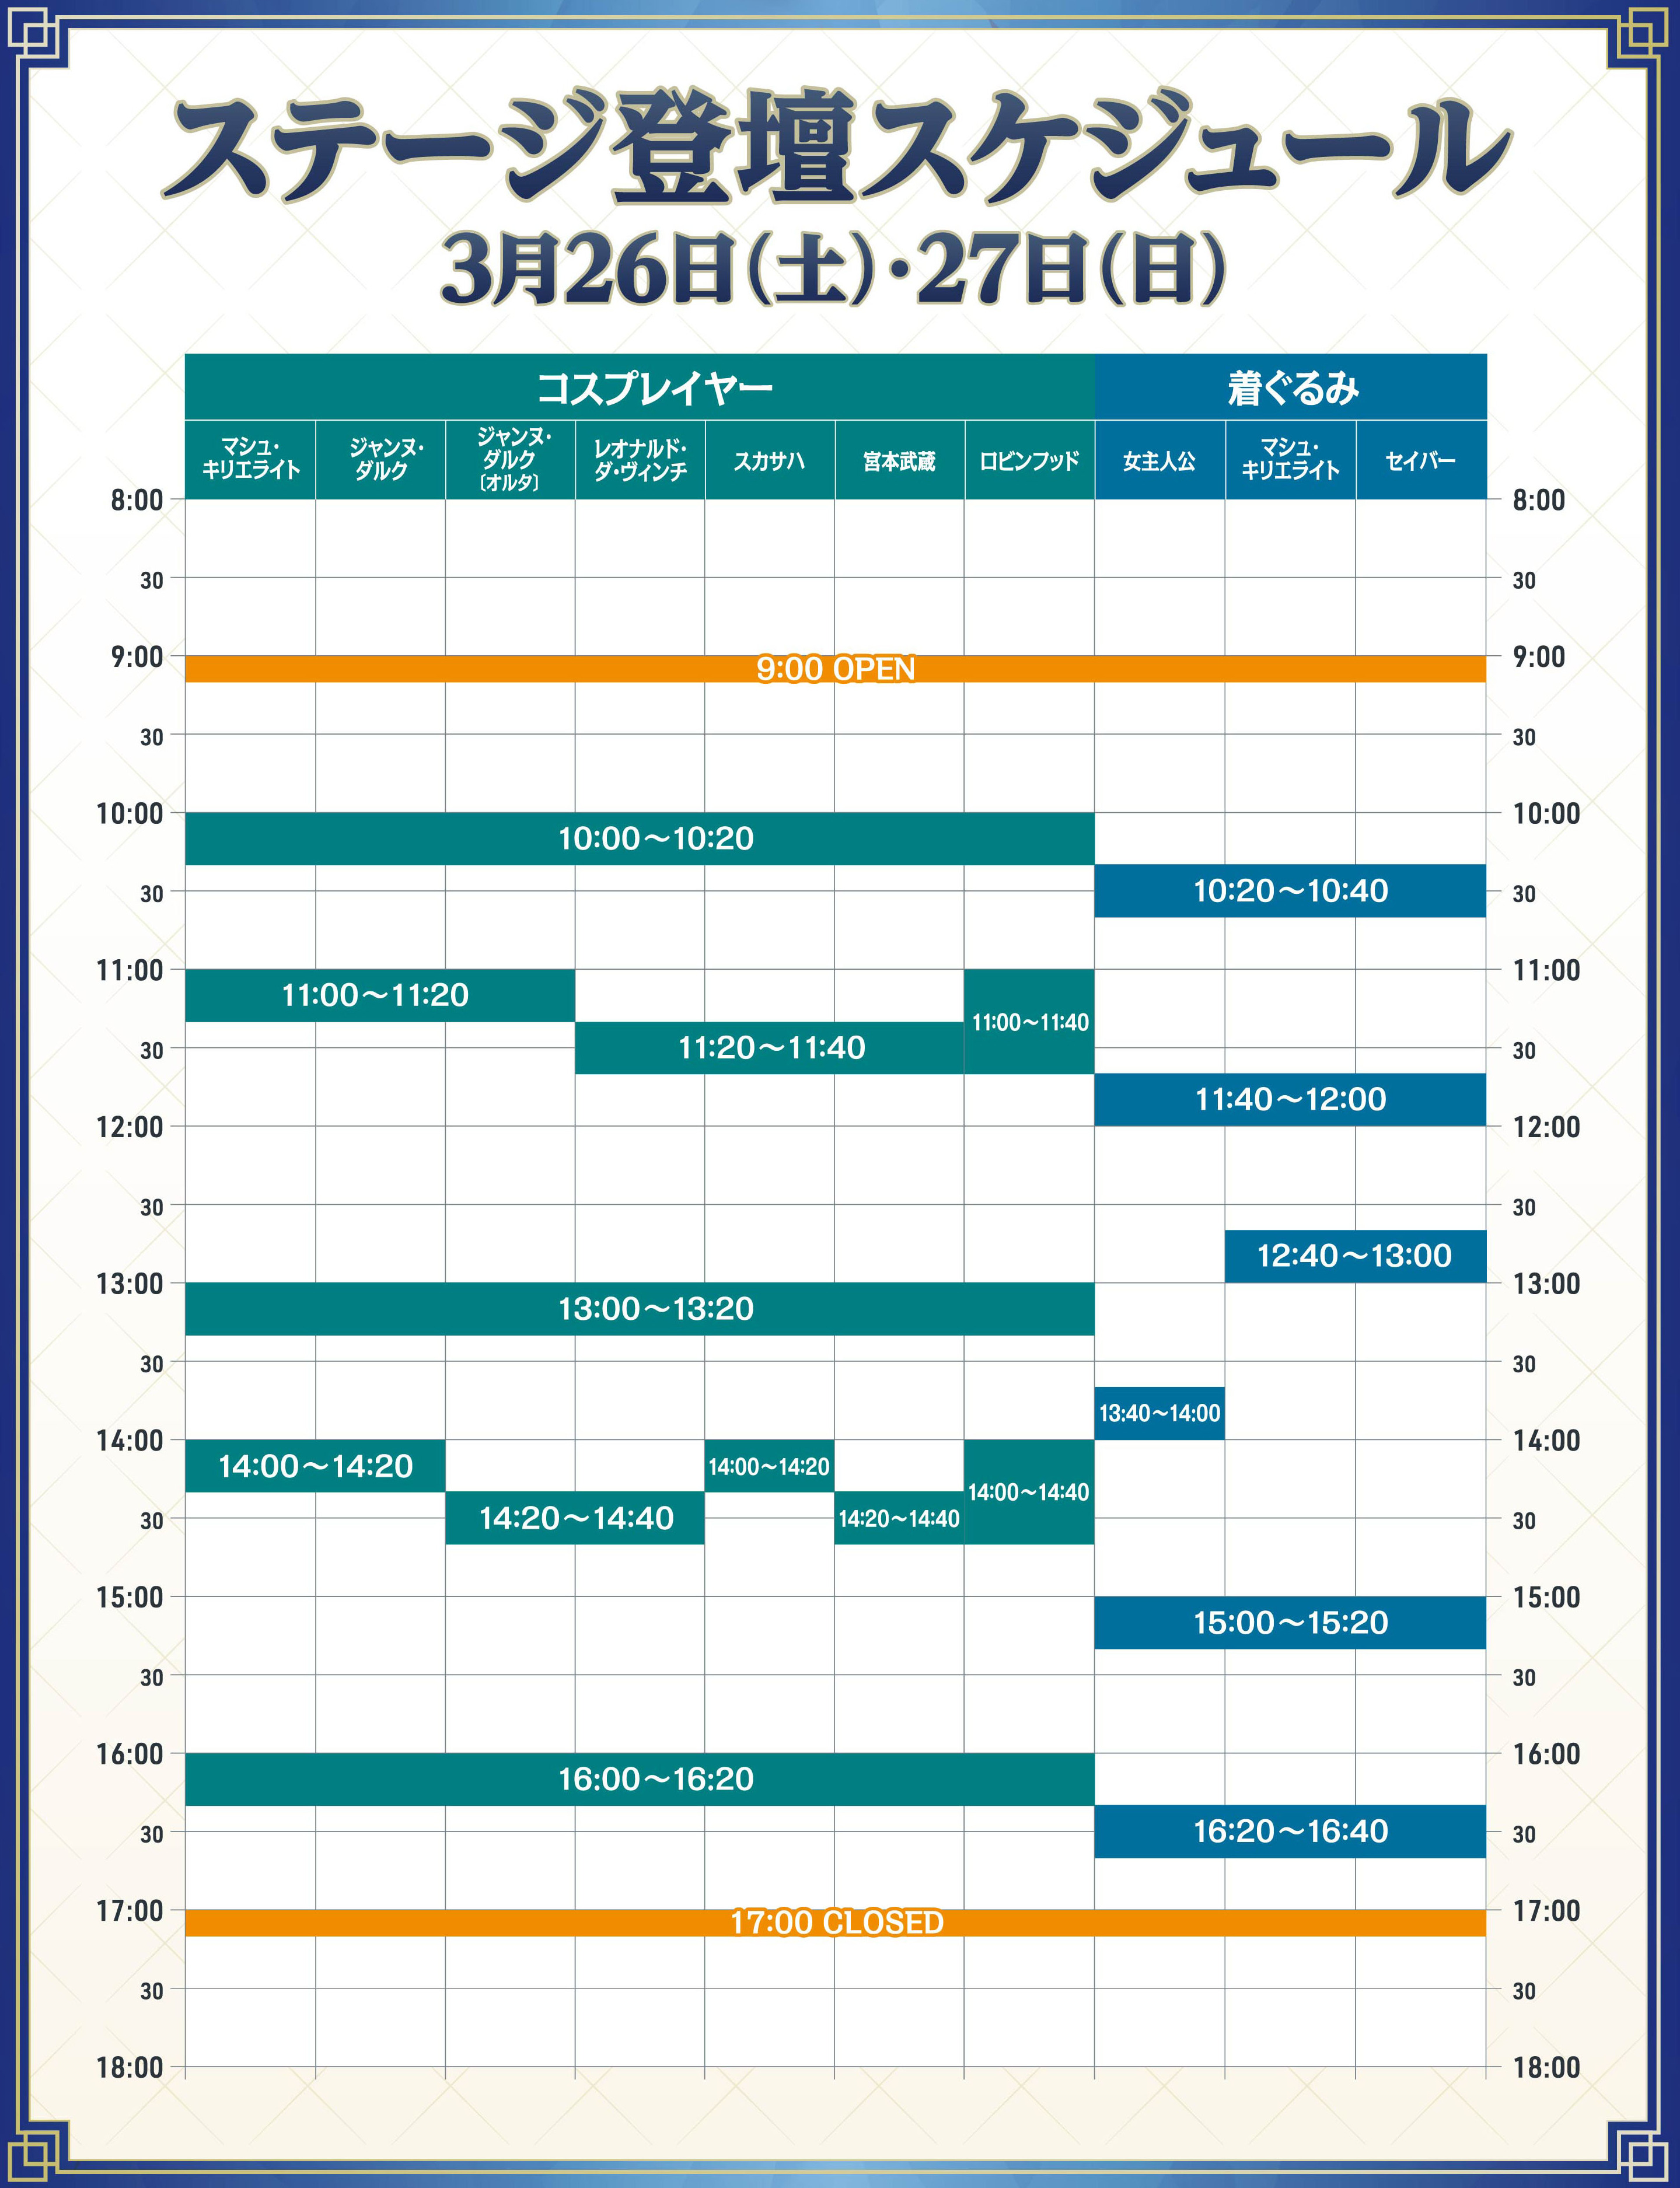 ステージ登壇スケジュール
3月26日(土)・27日(日)
コスプレイヤー 着ぐるみ
マシュ・
キリエライト
ジャンヌ・
ダルク
ジャンヌ・
ダルク
〔オルタ〕
レオナルド・
ダ・ヴィンチ
スカサハ
宮本武蔵
ロビンフッド
女主人公
マシュ・
キリエライト
セイバー
8:00 8:00
30 30
9:00 9:00 OPEN 9:00
30 30
10:00 10:00～10:20 10:00
30 10:20～10:40 30
11:00 11:00～11:20 11:00
11:00～11:40
30 11:20～11:40 30
11:40～12:00
12:00 12:00
30 30
12:40～13:00
13:00 13:00～13:20 13:00
30 30
13:40～14:00
14:00 14:00
14:00～14:20 14:00～14:20
14:00～14:40
30 14:20～14:40 14:20～14:40 30
15:00 15:00～15:20 15:00
30 30
16:00 16:00～16:20 16:00
30 16:20～16:40 30
17:00 17:00 CLOSED 17:00
30 30
18:00 18:00